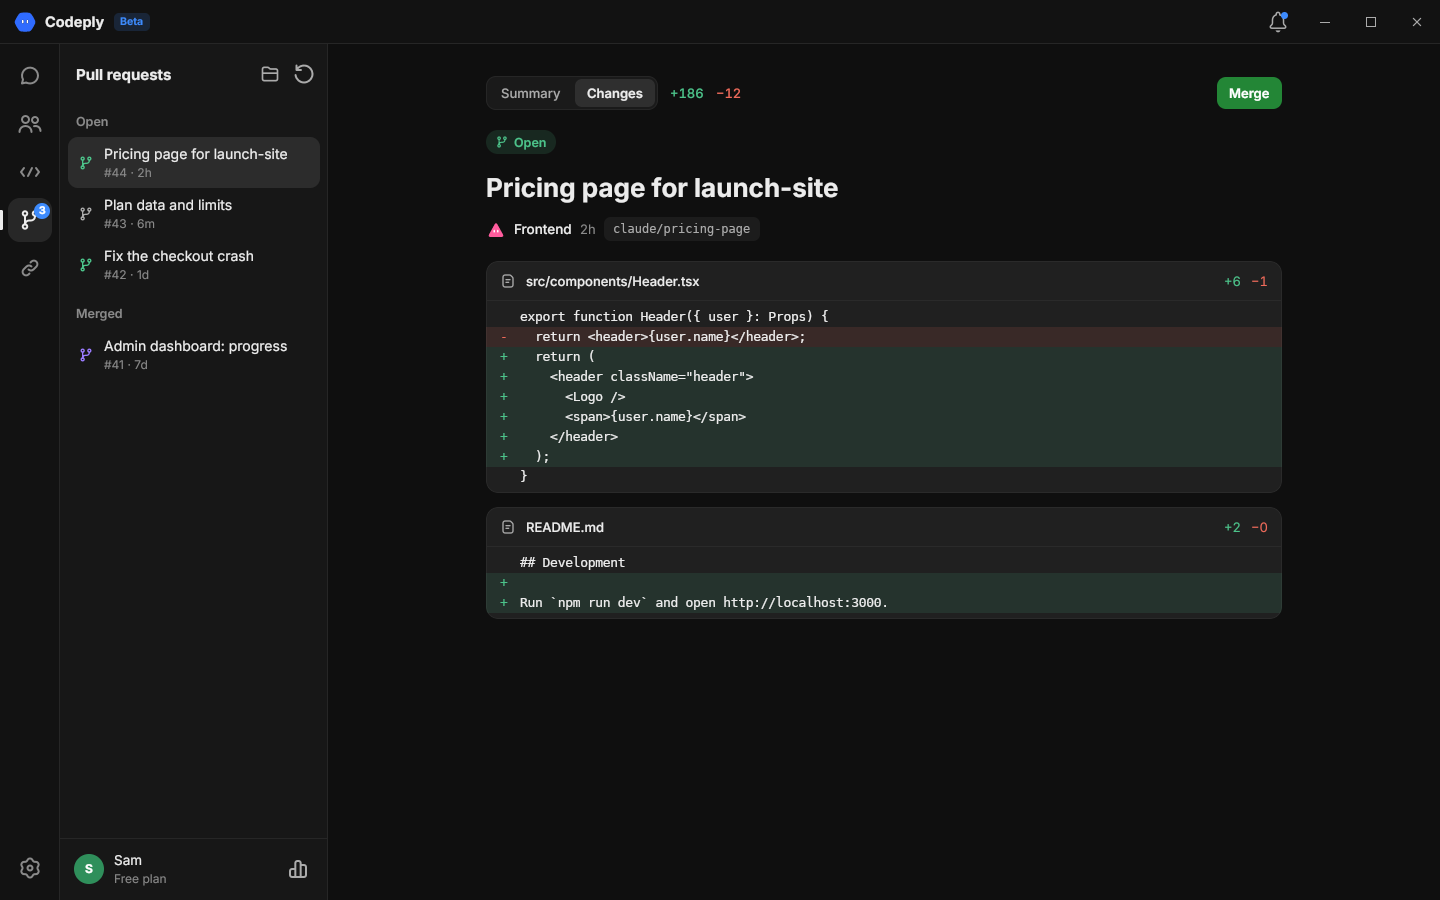 Codeply Beta
Pull requests
3
Open
Pricing page for launch-site
#44 · 2h
Plan data and limits
#43 · 6m
Fix the checkout crash
#42 · 1d
Merged
Admin dashboard: progress
#41 · 7d
S
Sam
Free plan
Summary Changes +186 −12
Merge
Open
Pricing page for launch-site
Frontend 2h claude/pricing-page
src/components/Header.tsx +6 −1
export function Header({ user }: Props) {
-   return <header>{user.name}</header>;
+   return (
+     <header className="header">
+       <Logo />
+       <span>{user.name}</span>
+     </header>
+   );
}
README.md +2 −0
## Development
+
+ Run `npm run dev` and open http://localhost:3000.